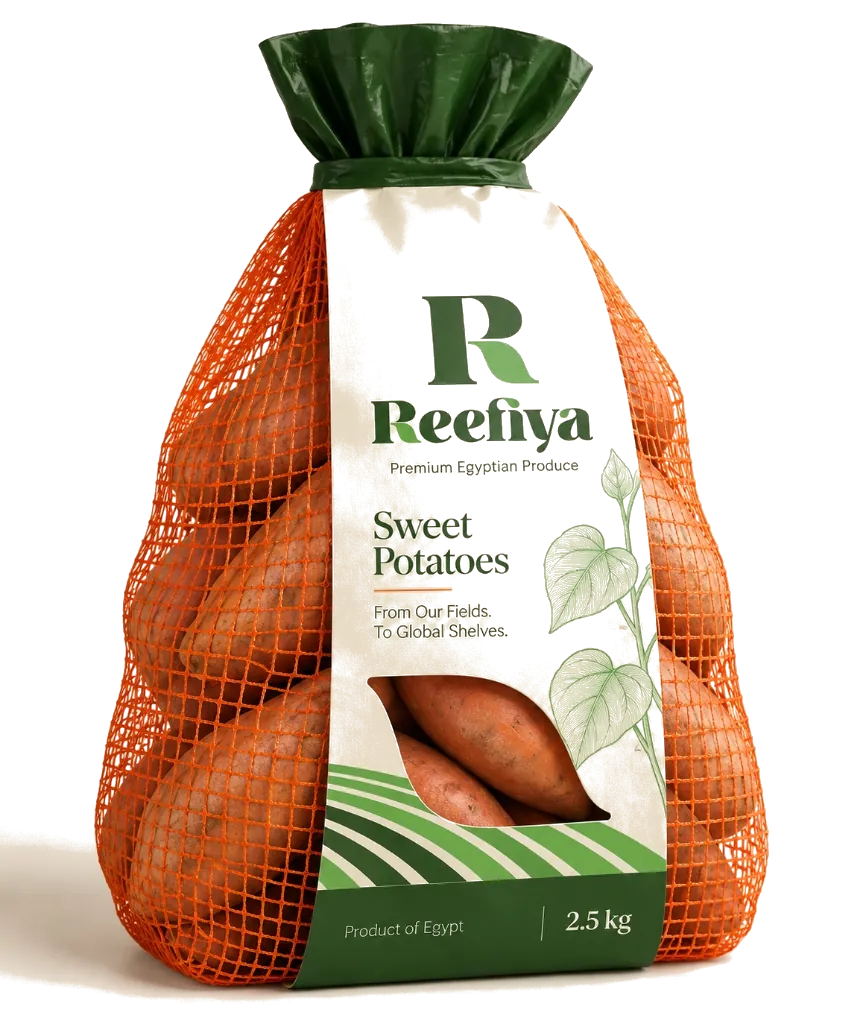 R
Reefiya
Premium Egyptian Produce
Sweet
Potatoes
From Our Fields.
To Global Shelves.
Product of Egypt
2.5 kg